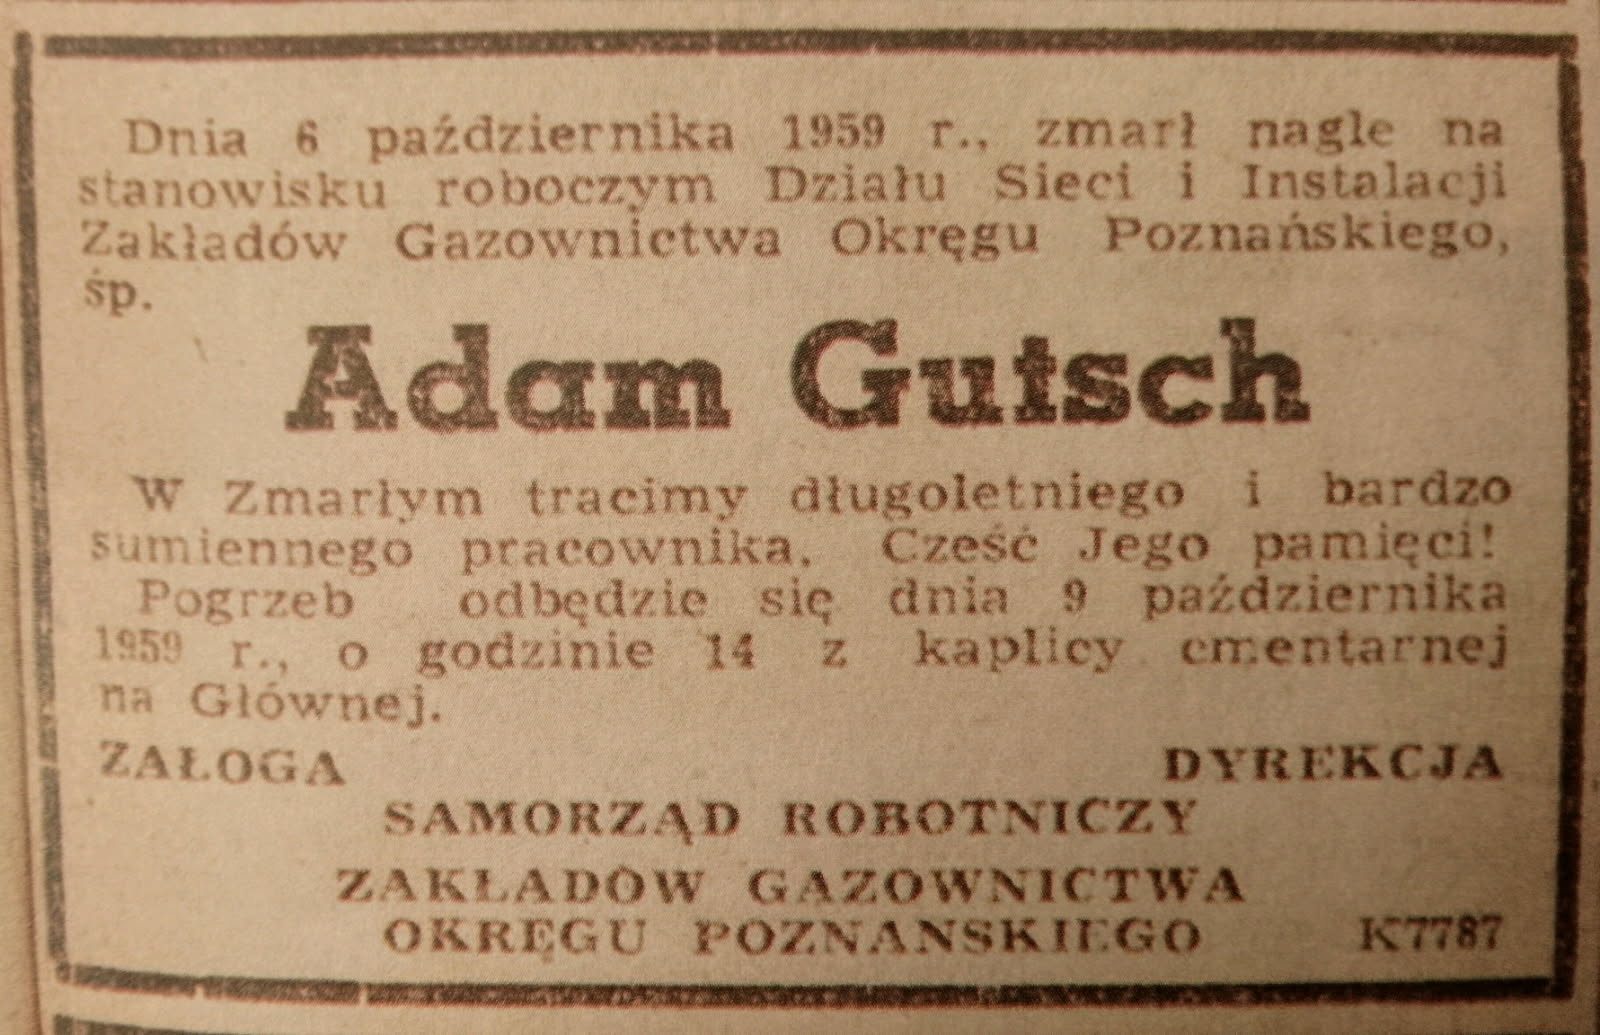 Dnia 6 października 1959 r., zmarł nagle na
stanowisku roboczym Działu Sieci i Instalacji
Zakładów Gazownictwa Okręgu Poznańskiego,
śp.
Adam Gutsch
W Zmarłym tracimy długoletniego i bardzo
sumiennego pracownika. Cześć Jego pamięci!
Pogrzeb odbędzie się dnia 9 października
1959 r., o godzinie 14 z kaplicy cmentarnej
na Głównej.
ZAŁOGA DYREKCJA
SAMORZĄD ROBOTNICZY
ZAKŁADÓW GAZOWNICTWA
OKRĘGU POZNANSKIEGO K7787